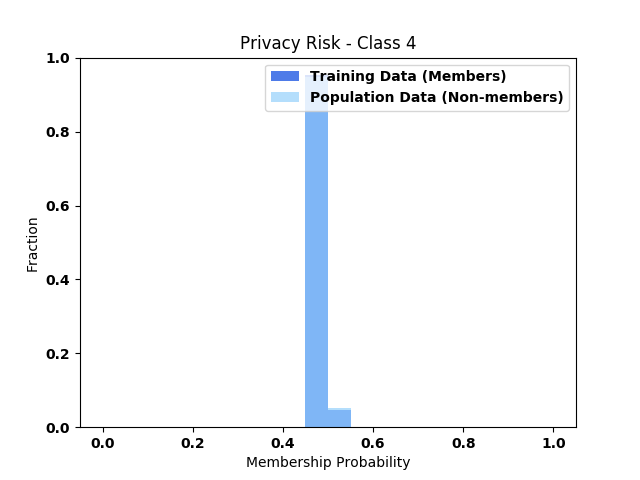 Privacy Risk - Class 4
Training Data (Members)
Population Data (Non-members)
Fraction
1.0
0.8
0.6
0.4
0.2
0.0
0.0 0.2 0.4 0.6 0.8 1.0
Membership Probability